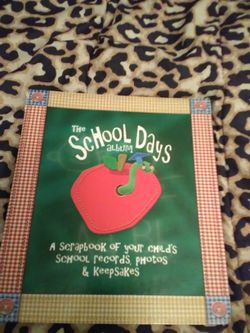 The
School Days
album
A Scrapbook of your child's
School records, photos
& Keepsakes